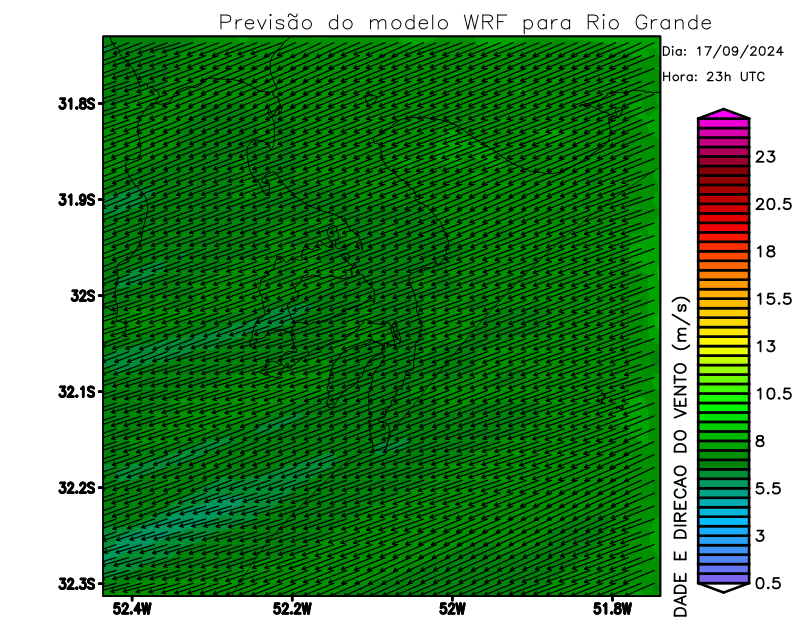 Previsão do modelo WRF para Rio Grande
Dia: 17/09/2024
Hora: 23h UTC
31.8S
31.9S
32S
32.1S
32.2S
32.3S
52.4W
52.2W
52W
51.8W
23
20.5
18
15.5
13
10.5
8
5.5
3
0.5
DADE E DIRECAO DO VENTO (m/s)